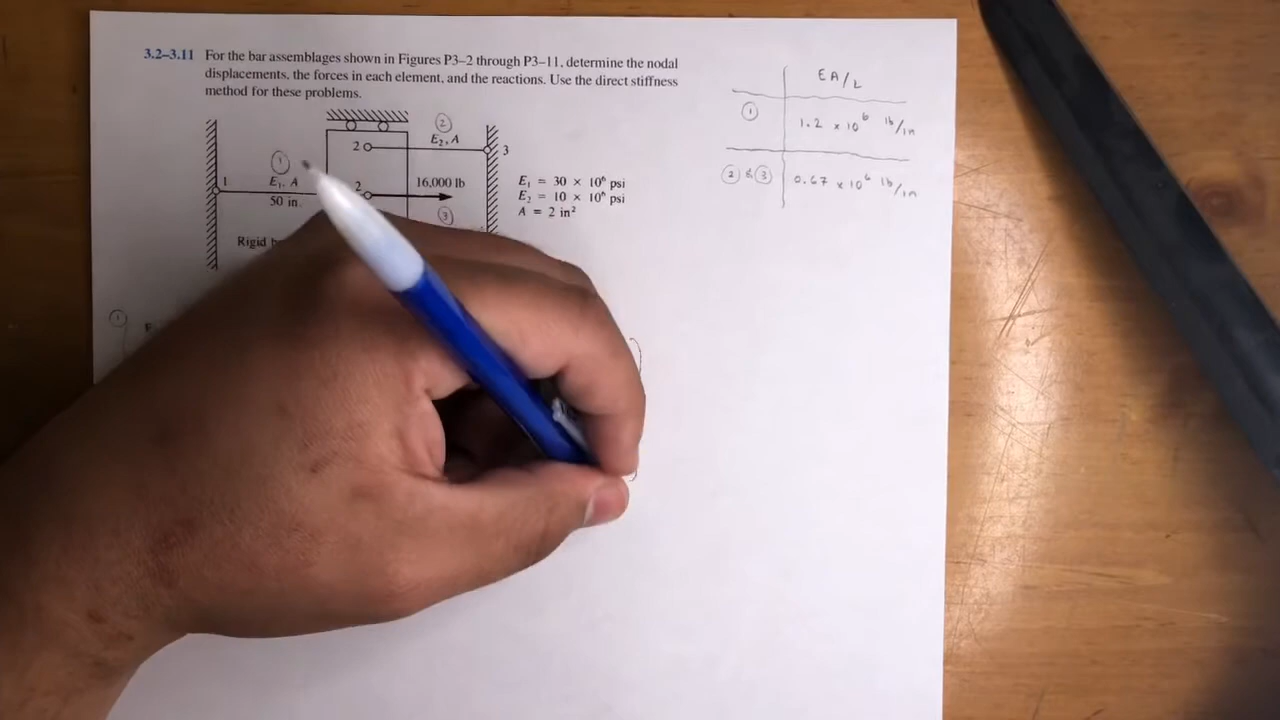 3.2–3.11 For the bar assemblages shown in Figures P3–2 through P3–11, determine the nodal
displacements, the forces in each element, and the reactions. Use the direct stiffness
method for these problems.
②
2 E₂, A 3
①
1 E₁, A 2 16,000 lb
50 in.
③
Rigid
E₁ = 30 × 10⁶ psi
E₂ = 10 × 10⁶ psi
A = 2 in²
EA/L
① 1.2 × 10⁶ lb/in
② & ③ 0.67 × 10⁶ lb/in
①